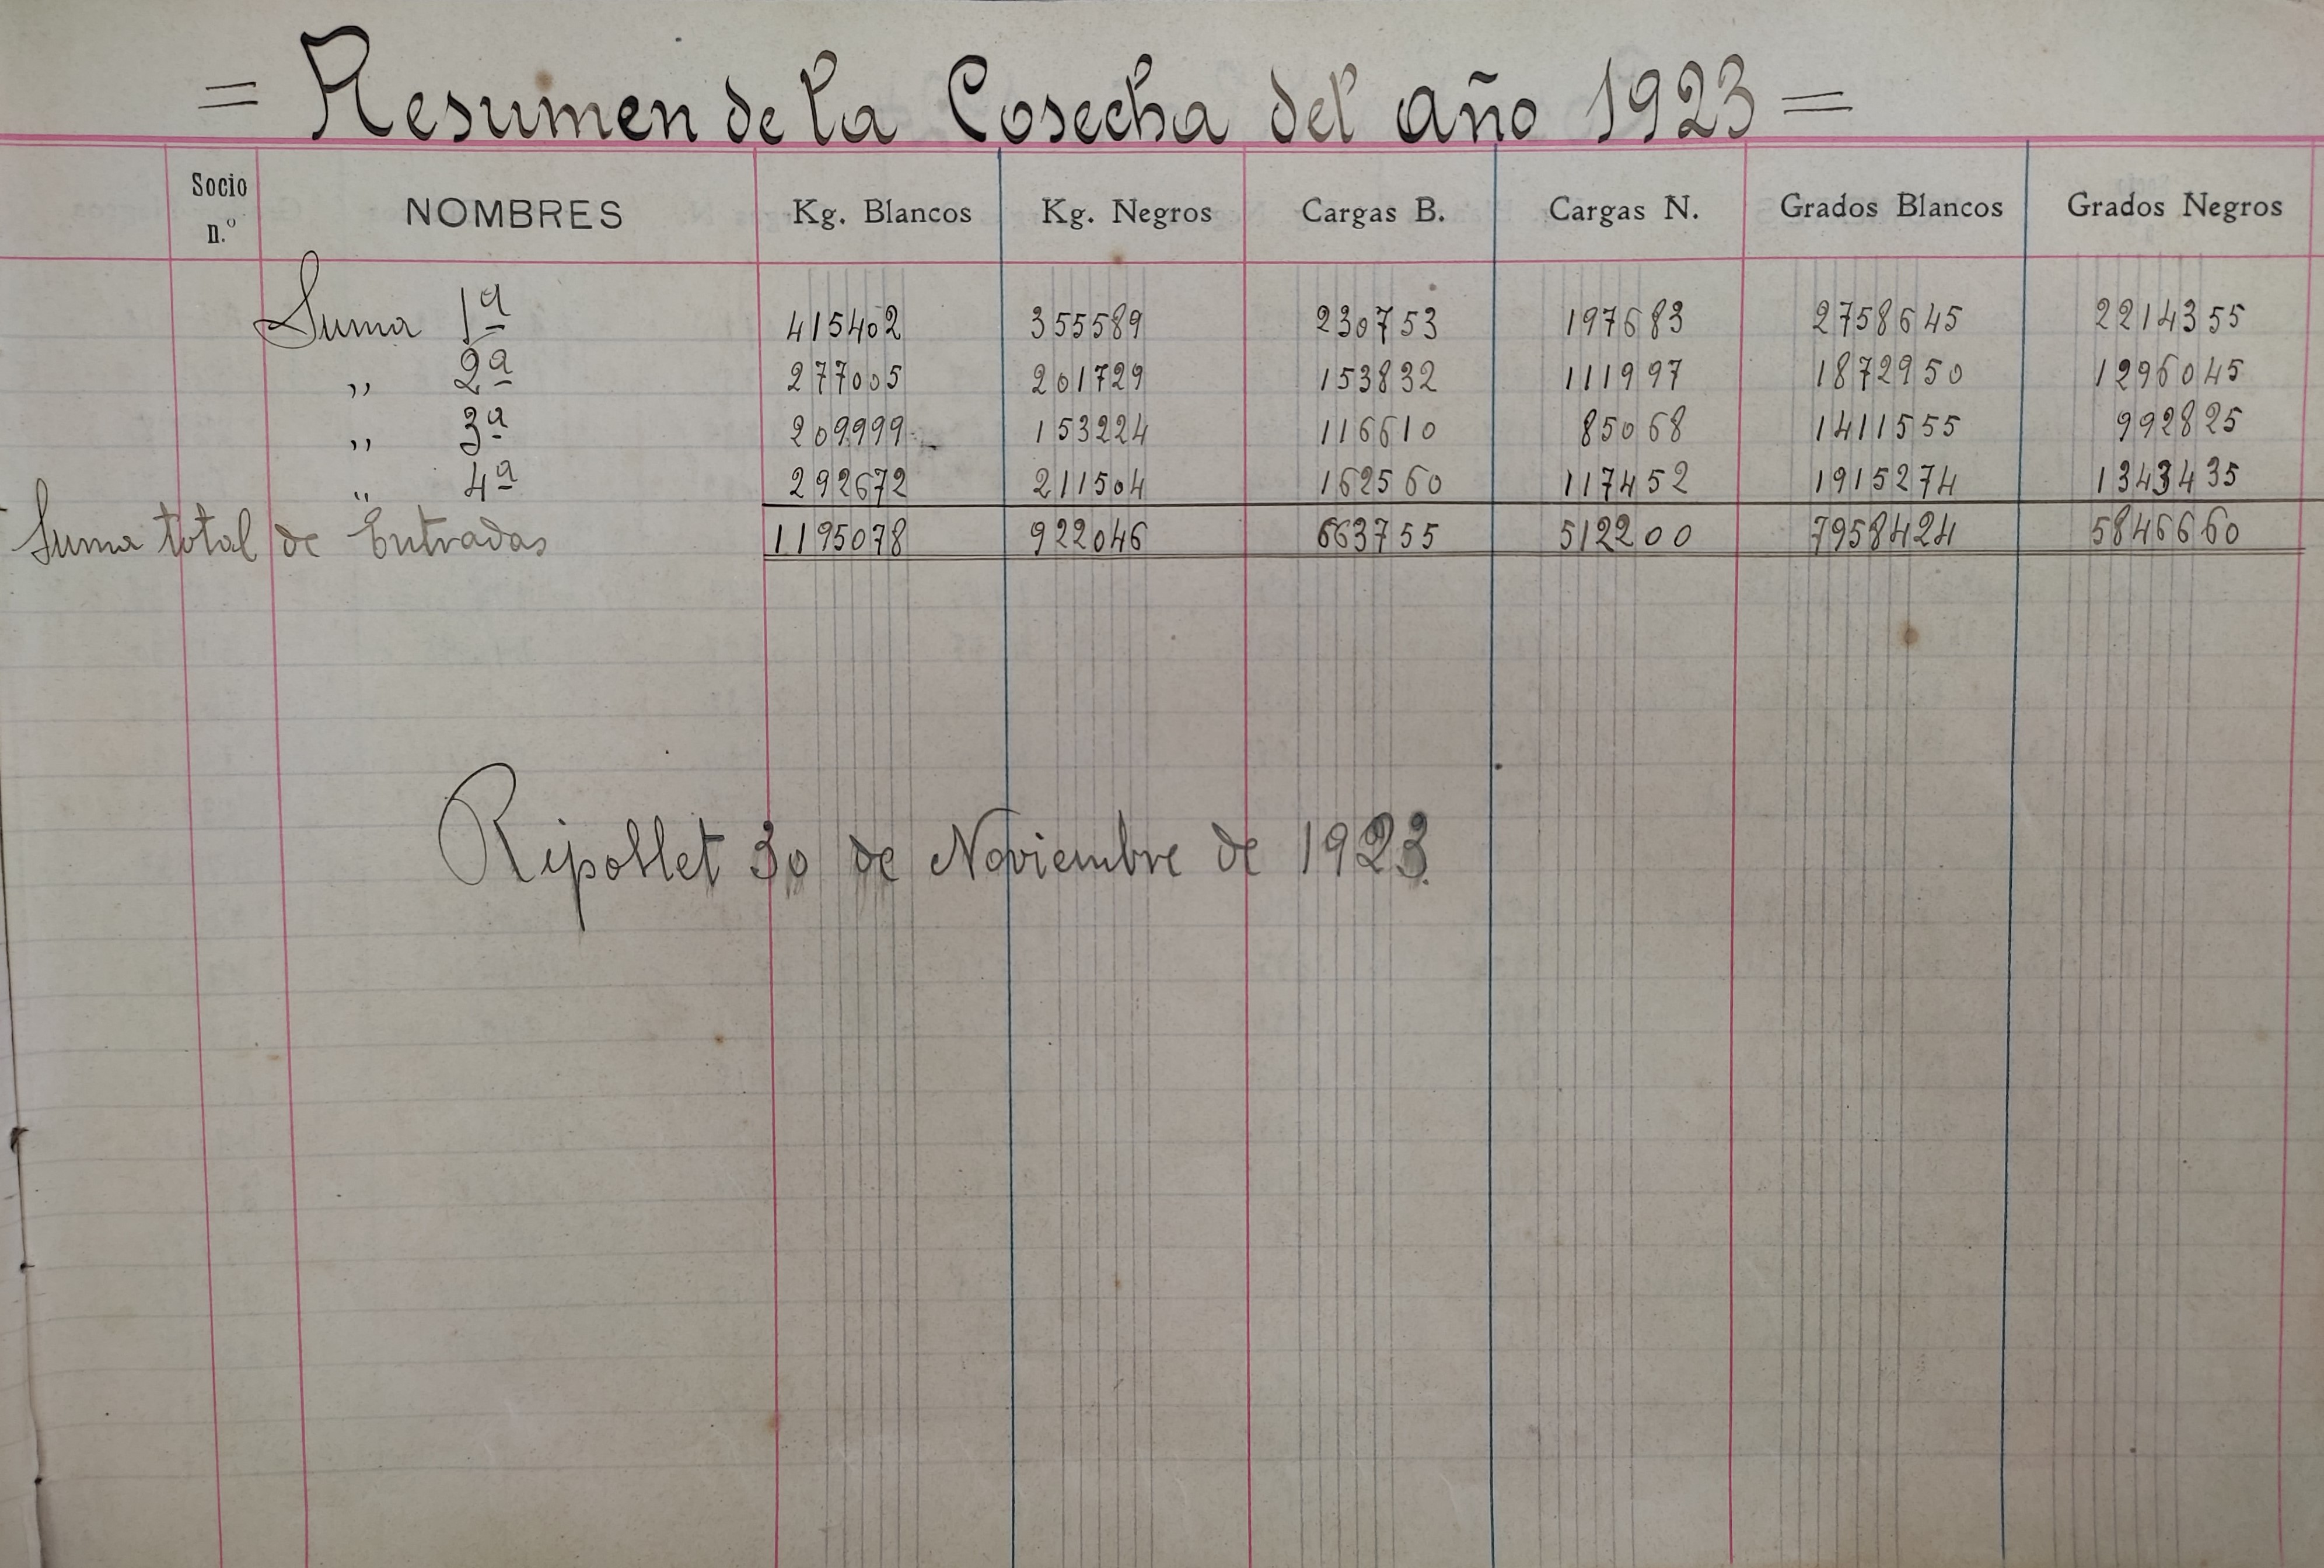 = Resumen de la Cosecha del año 1923 =
Socio n.º NOMBRES Kg. Blancos Kg. Negros Cargas B. Cargas N. Grados Blancos Grados Negros
Suma 1ª 415402 355589 230753 197683 2758645 2214355
,, 2ª 277005 201729 153832 111997 1872950 1296045
,, 3ª 209999 153224 116610 85068 1411555 992825
,, 4ª 292672 211504 162560 117452 1915274 1343435
Suma total de Entradas 1195078 922046 663755 512200 7958424 5846660
Ripollet 30 de Noviembre de 1923